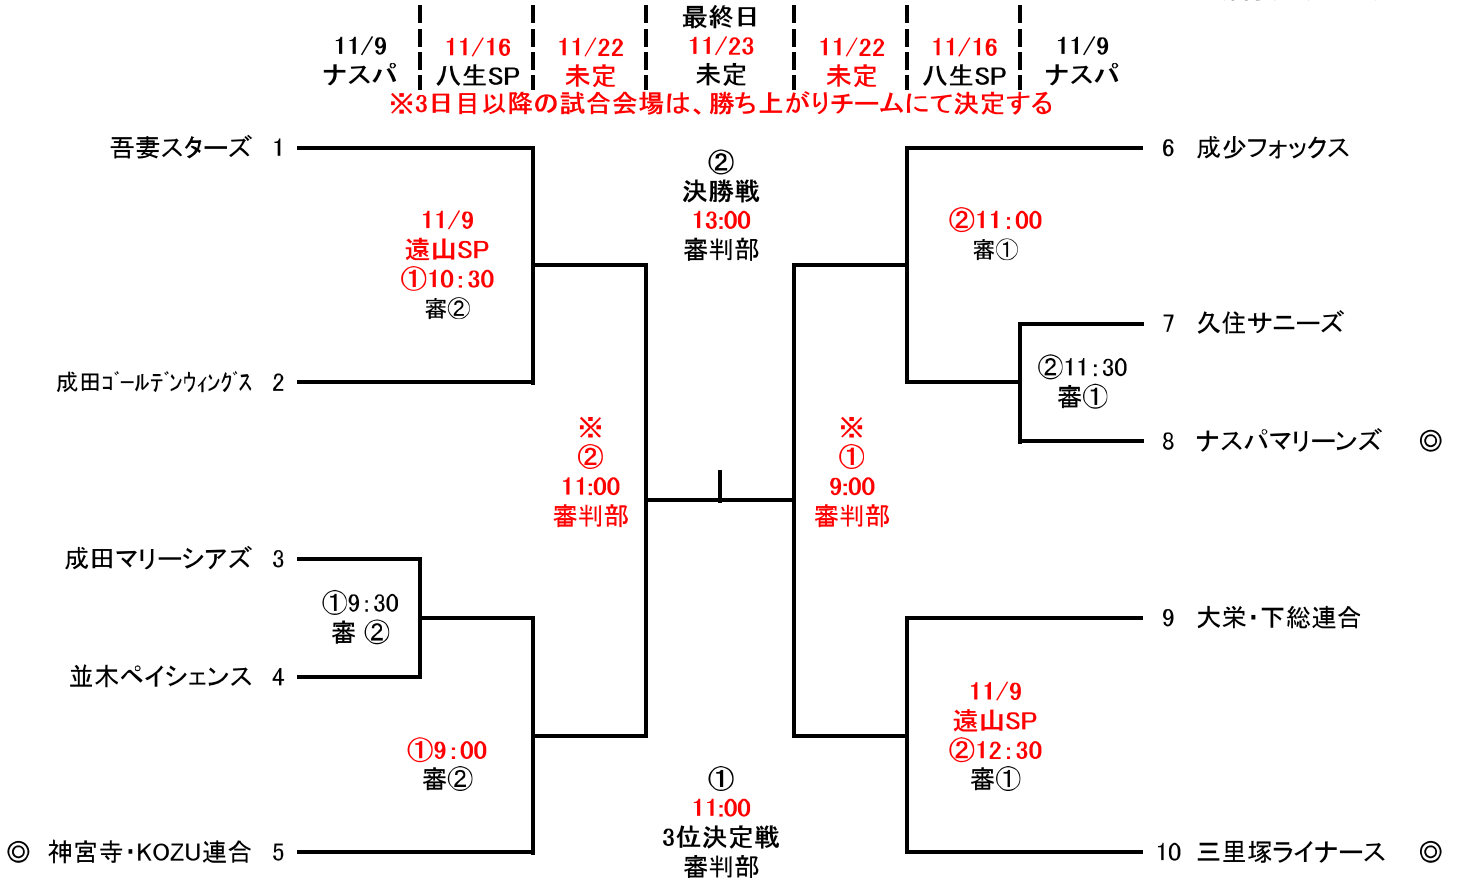 最終日
11/9 11/16 11/22 11/23 11/22 11/16 11/9
ナスパ 八生SP 未定 未定 未定 八生SP ナスパ
※3日目以降の試合会場は、勝ち上がりチームにて決定する
吾妻スターズ 1
6 成少フォックス
②
決勝戦
13:00
審判部
11/9
遠山SP
①10:30
審②
②11:00
審①
7 久住サニーズ
成田ゴールデンウィングス 2
②11:30
審①
8 ナスパマリーンズ ◎
※
②
11:00
審判部
※
①
9:00
審判部
成田マリーシアズ 3
①9:30
審 ②
並木ペイシェンス 4
9 大栄・下総連合
①9:00
審②
11/9
遠山SP
②12:30
審①
①
11:00
3位決定戦
審判部
◎ 神宮寺・KOZU連合 5
10 三里塚ライナース ◎